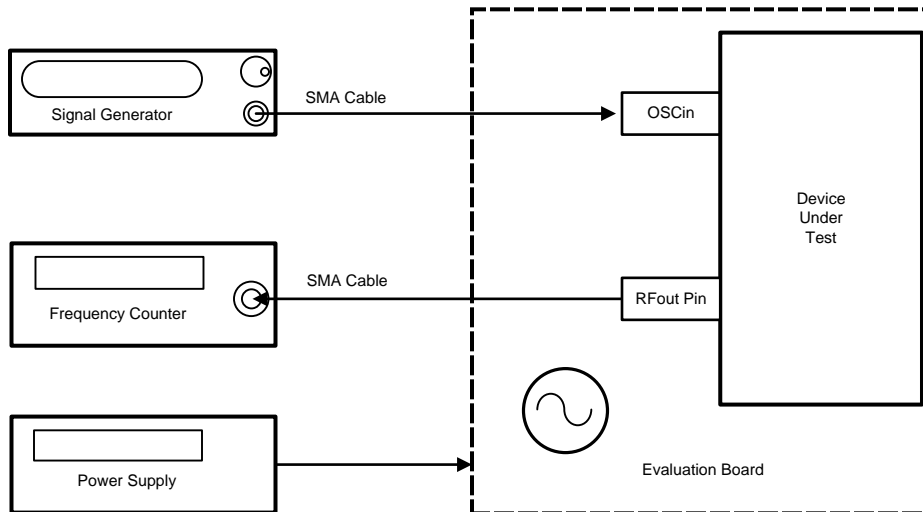 SMA Cable
OSCin
Signal Generator
Device
Under
Test
SMA Cable
RFout Pin
Frequency Counter
Evaluation Board
Power Supply